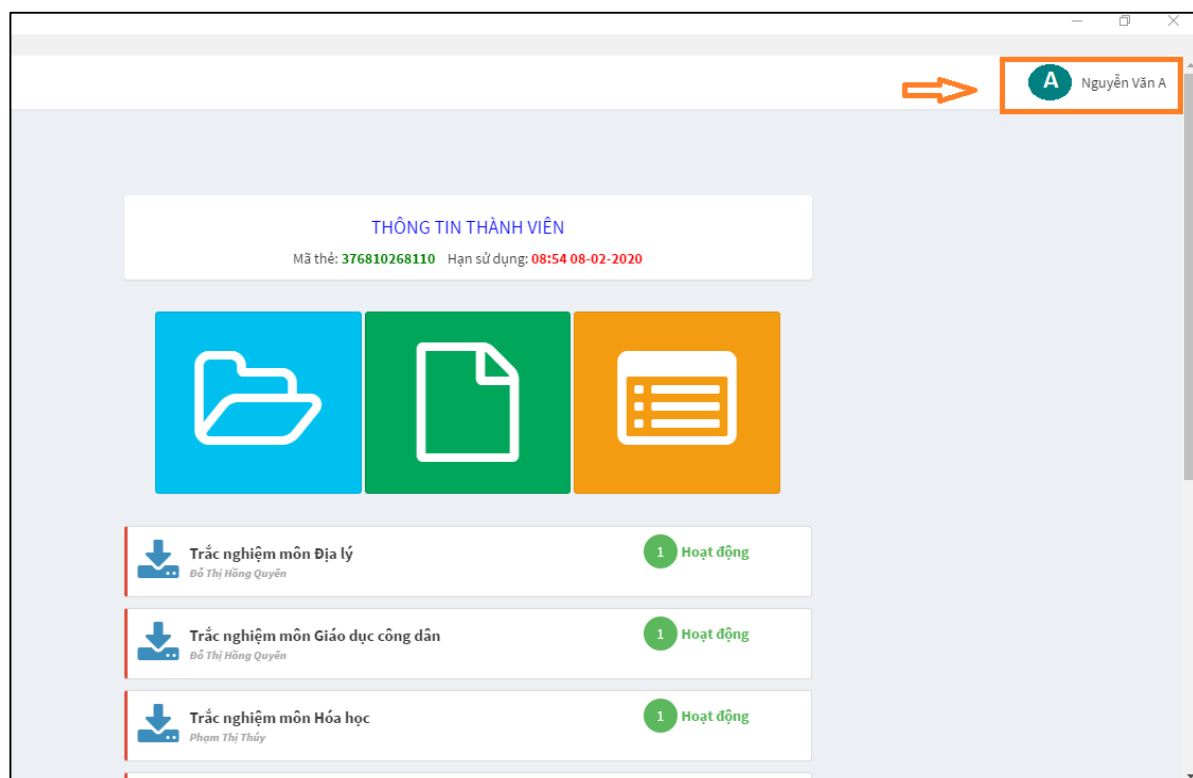 A Nguyễn Văn A
THÔNG TIN THÀNH VIÊN
Mã thẻ: 376810268110 Hạn sử dụng: 08:54 08-02-2020
Trắc nghiệm môn Địa lý
1 Hoạt động
Đỗ Thị Hồng Quyên
Trắc nghiệm môn Giáo dục công dân
1 Hoạt động
Đỗ Thị Hồng Quyên
Trắc nghiệm môn Hóa học
1 Hoạt động
Phạm Thị Thúy